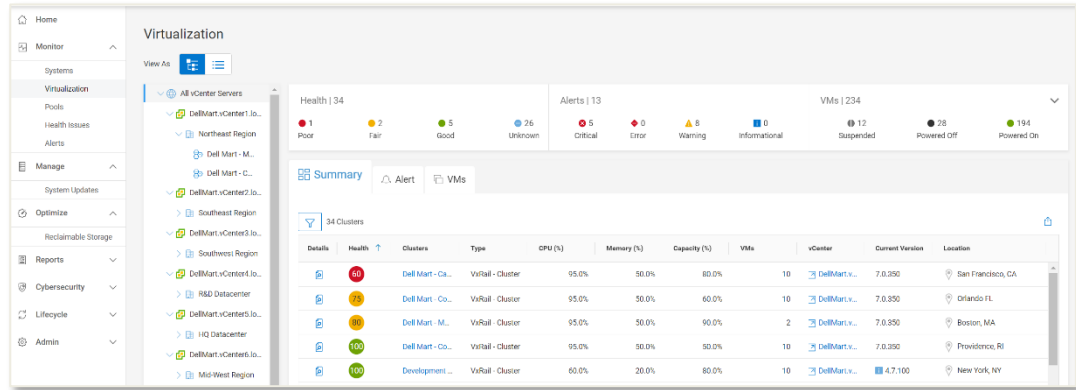 Home
Monitor
Systems
Virtualization
Pools
Health Issues
Alerts
Manage
System Updates
Optimize
Reclaimable Storage
Reports
Cybersecurity
Lifecycle
Admin
Virtualization
View As
All vCenter Servers
DellMart.vCenter1.lo...
Northeast Region
Dell Mart - M...
Dell Mart - C...
DellMart.vCenter2.lo...
Southeast Region
DellMart.vCenter3.lo...
Southwest Region
DellMart.vCenter4.lo...
R&D Datacenter
DellMart.vCenter5.lo...
HQ Datacenter
DellMart.vCenter6.lo...
Mid-West Region
Health | 34
1 Poor
2 Fair
5 Good
26 Unknown
Alerts | 13
5 Critical
0 Error
8 Warning
0 Informational
VMs | 234
12 Suspended
28 Powered Off
194 Powered On
Summary Alert VMs
34 Clusters
Details Health Clusters Type CPU (%) Memory (%) Capacity (%) VMs vCenter Current Version Location
60 Dell Mart - Ca... VxRail - Cluster 95.0% 50.0% 80.0% 10 DellMart.v... 7.0.350 San Francisco, CA
75 Dell Mart - Co... VxRail - Cluster 95.0% 50.0% 60.0% 10 DellMart.v... 7.0.350 Orlando FL
80 Dell Mart - M... VxRail - Cluster 95.0% 50.0% 90.0% 2 DellMart.v... 7.0.350 Boston, MA
100 Dell Mart - Co... VxRail - Cluster 95.0% 50.0% 50.0% 10 DellMart.v... 7.0.350 Providence, RI
100 Development ... VxRail - Cluster 60.0% 20.0% 80.0% 10 DellMart.v... 4.7.100 New York, NY